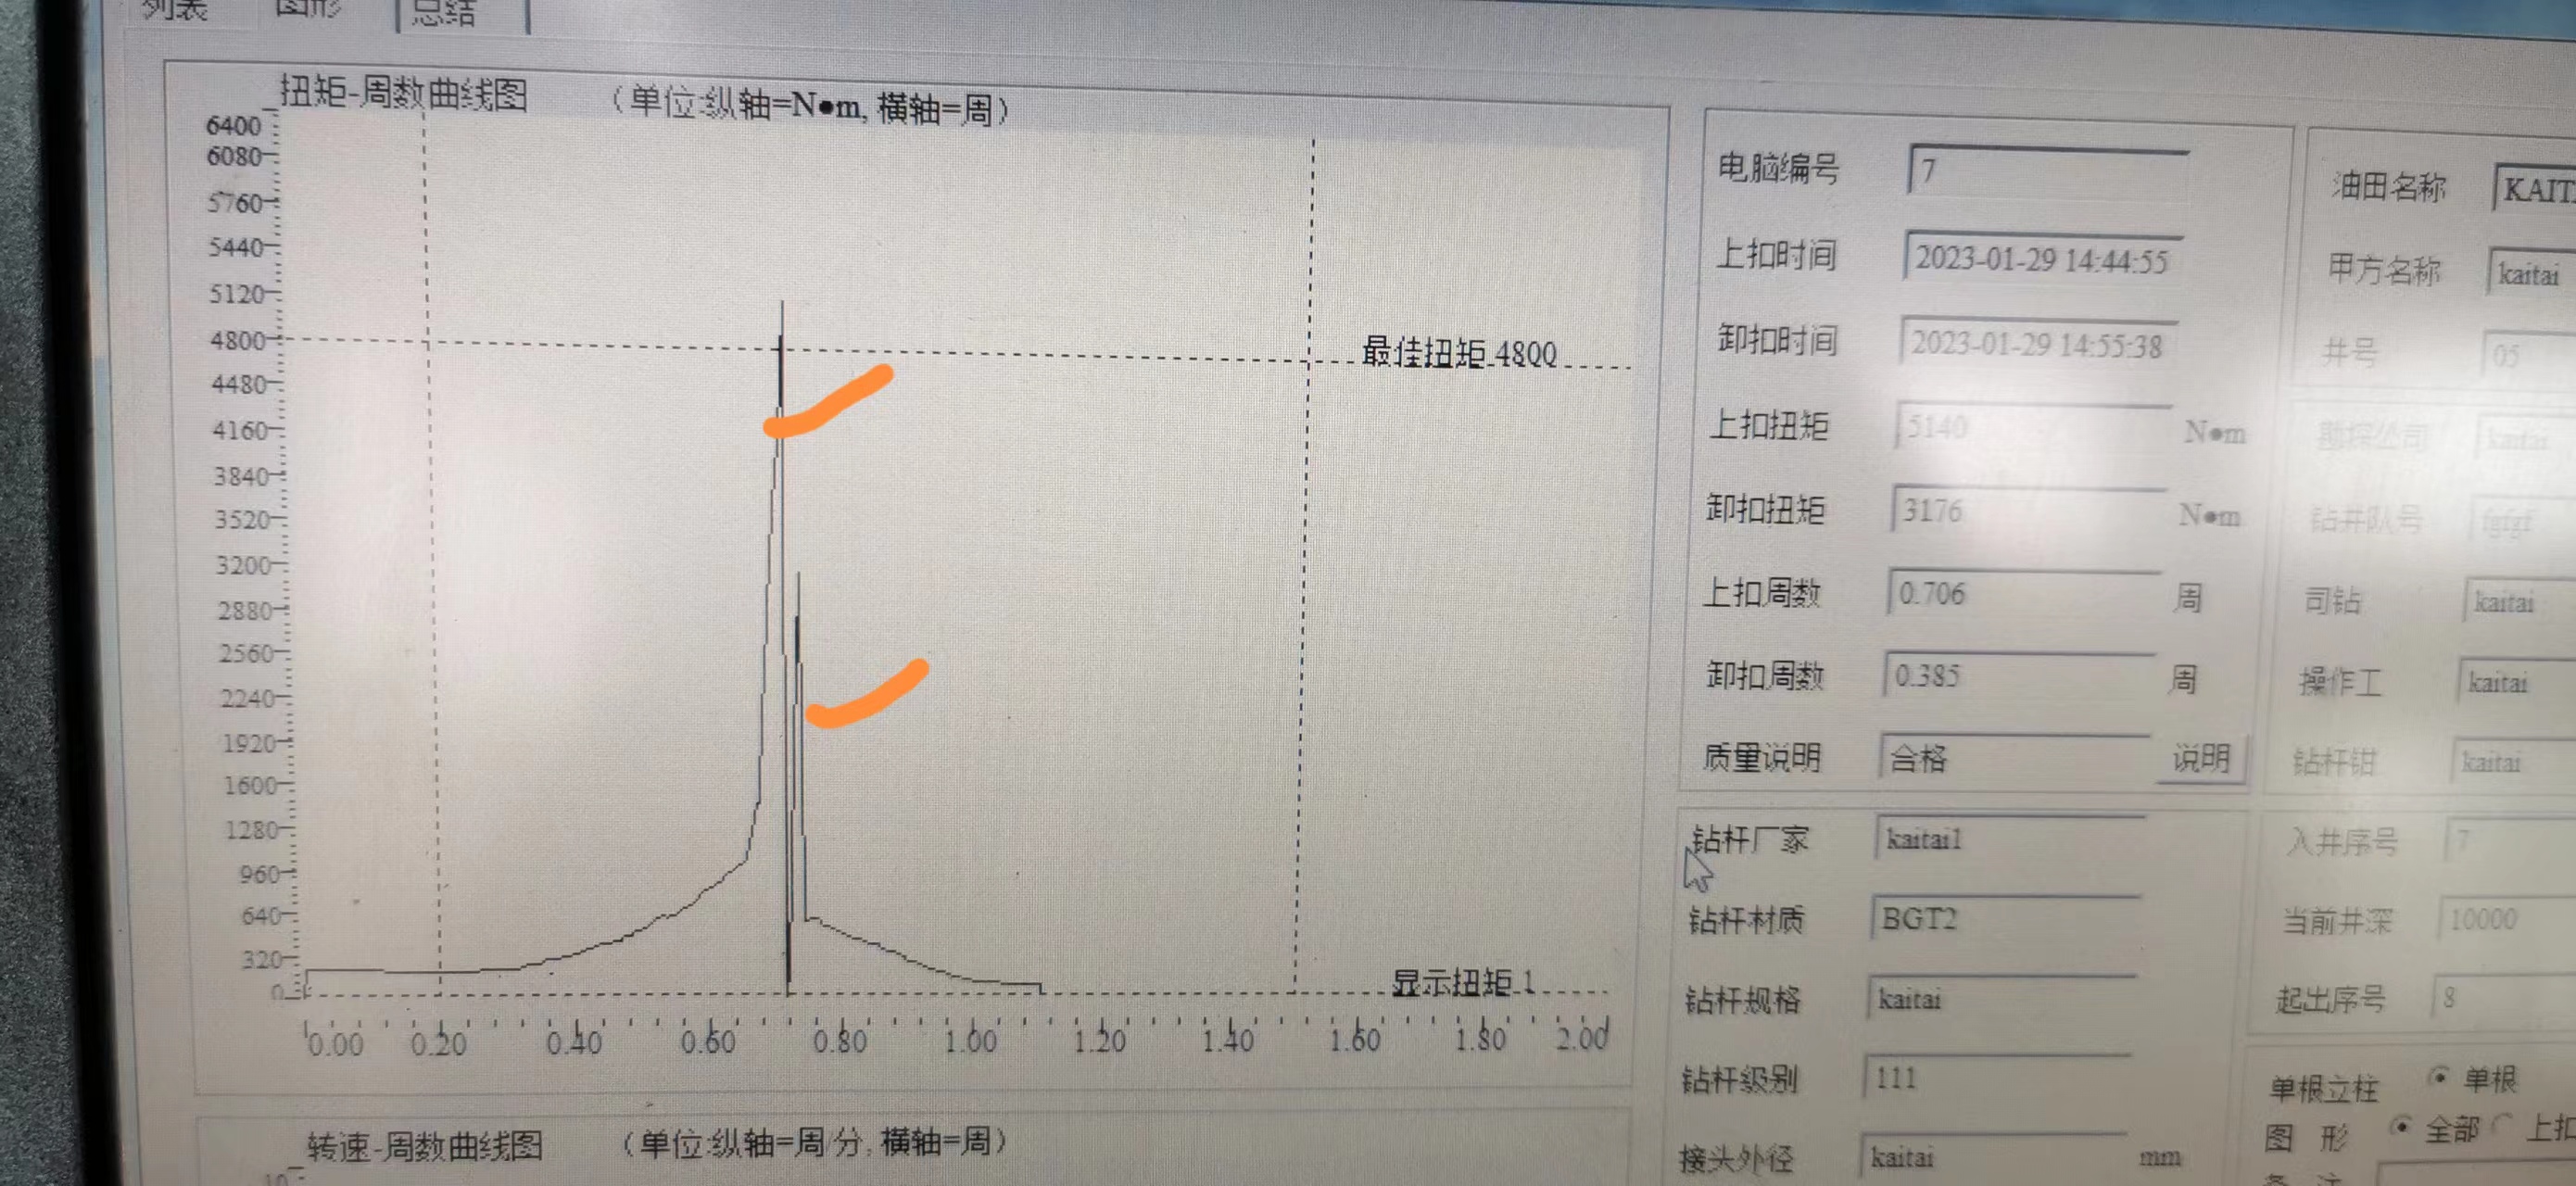 列表 图形 总结
扭矩-周数曲线图 （单位:纵轴=N●m, 横轴=周）
6400
6080
5760
5440
5120
4800
4480
4160
3840
3520
3200
2880
2560
2240
1920
1600
1280
960
640
320
0
最佳扭矩 4800
显示扭矩 1
0.00 0.20 0.40 0.60 0.80 1.00 1.20 1.40 1.60 1.80 2.00
转速-周数曲线图 （单位:纵轴=周/分, 横轴=周）
10
电脑编号 7
上扣时间 2023-01-29 14:44:55
卸扣时间 2023-01-29 14:55:38
上扣扭矩 5140 N●m
卸扣扭矩 3176 N●m
上扣周数 0.706 周
卸扣周数 0.385 周
质量说明 合格 说明
钻杆厂家 kaitai1
钻杆材质 BGT2
钻杆规格 kaitai
钻杆级别 111
接头外径 kaitai mm
油田名称 KAIT
甲方名称 kaitai
井号 05
勘探公司 kaitai
钻井队号 fgfgf
司钻 kaitai
操作工 kaitai
钻杆钳 kaitai
入井序号 7
当前井深 10000
起出序号 8
单根立柱 单根
图 形 全部 上扣